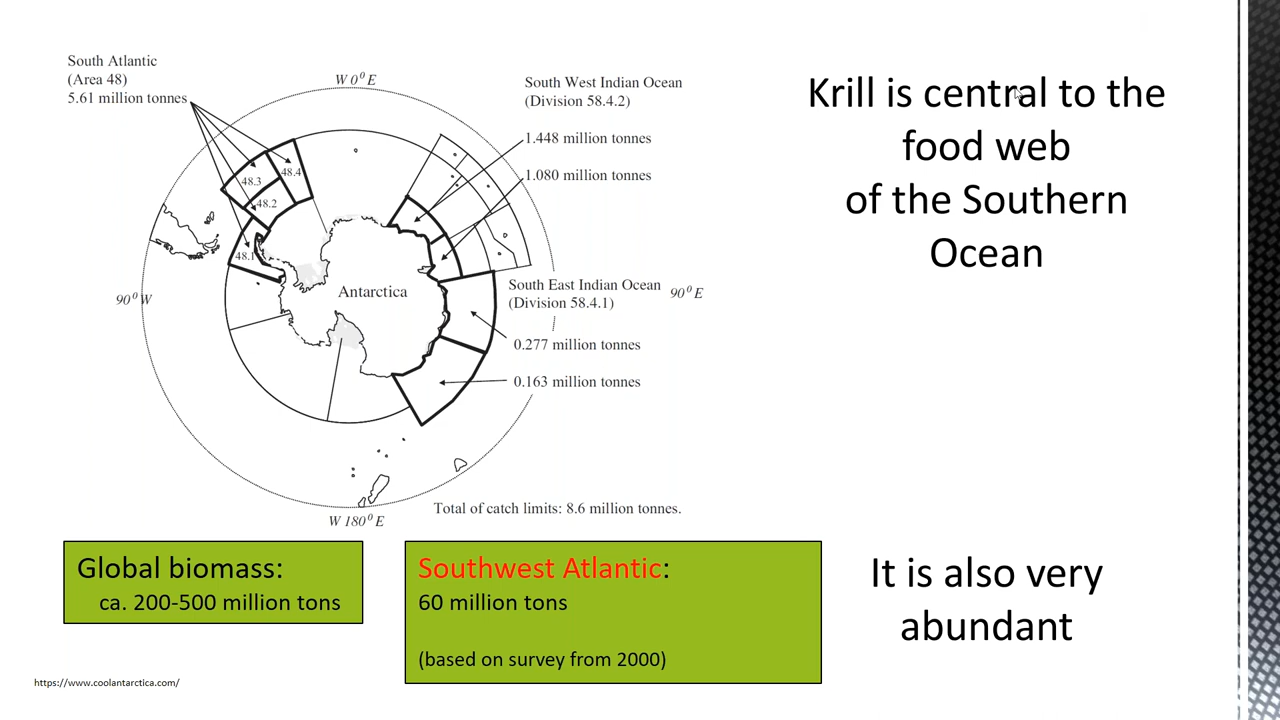 South Atlantic
(Area 48)
5.61 million tonnes
W 0⁰ E
South West Indian Ocean
(Division 58.4.2)
1.448 million tonnes
1.080 million tonnes
48.3
48.4
48.2
48.1
90⁰ W
Antarctica
South East Indian Ocean
(Division 58.4.1)
90⁰ E
0.277 million tonnes
0.163 million tonnes
Total of catch limits: 8.6 million tonnes.
W 180⁰ E
Krill is central to the
food web
of the Southern
Ocean
Global biomass:
ca. 200-500 million tons
Southwest Atlantic:
60 million tons
(based on survey from 2000)
It is also very
abundant
https://www.coolantarctica.com/